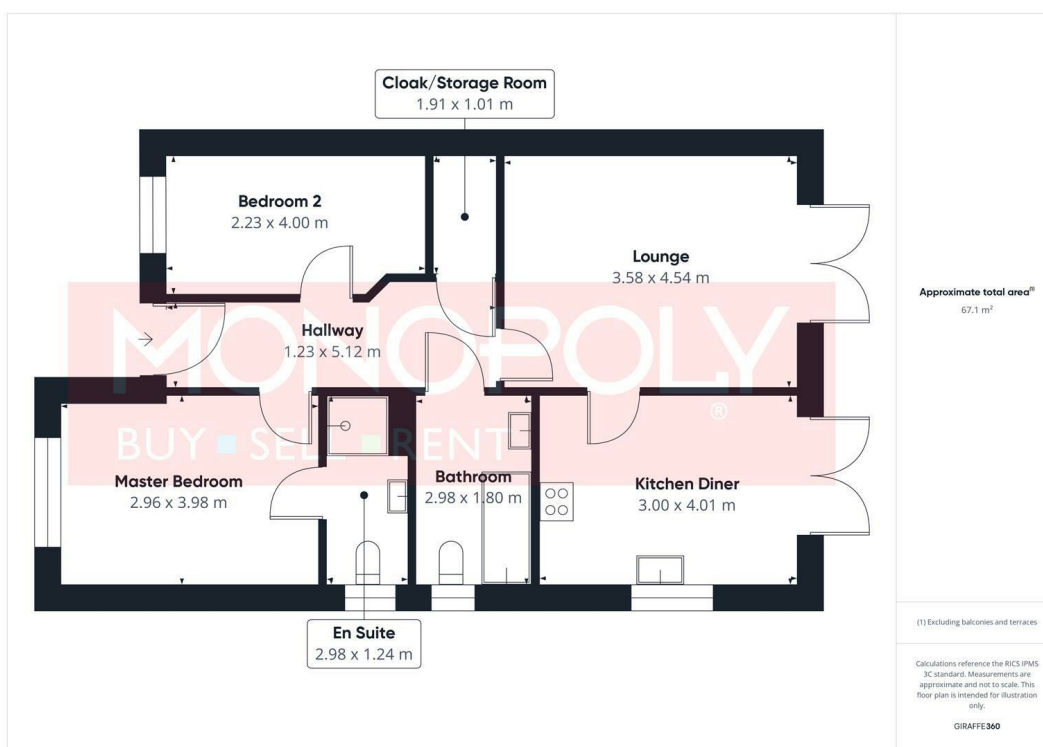 Cloak/Storage Room
1.91 x 1.01 m
Bedroom 2
2.23 x 4.00 m
Lounge
3.58 x 4.54 m
Hallway
1.23 x 5.12 m
MONOPOLY
®
BUY ■ SELL ■ RENT
Master Bedroom
2.96 x 3.98 m
Bathroom
2.98 x 1.80 m
Kitchen Diner
3.00 x 4.01 m
En Suite
2.98 x 1.24 m
Approximate total area(1)
67.1 m²
(1) Excluding balconies and terraces
Calculations reference the RICS IPMS
3C standard. Measurements are
approximate and not to scale. This
floor plan is intended for illustration
only.
GIRAFFE360